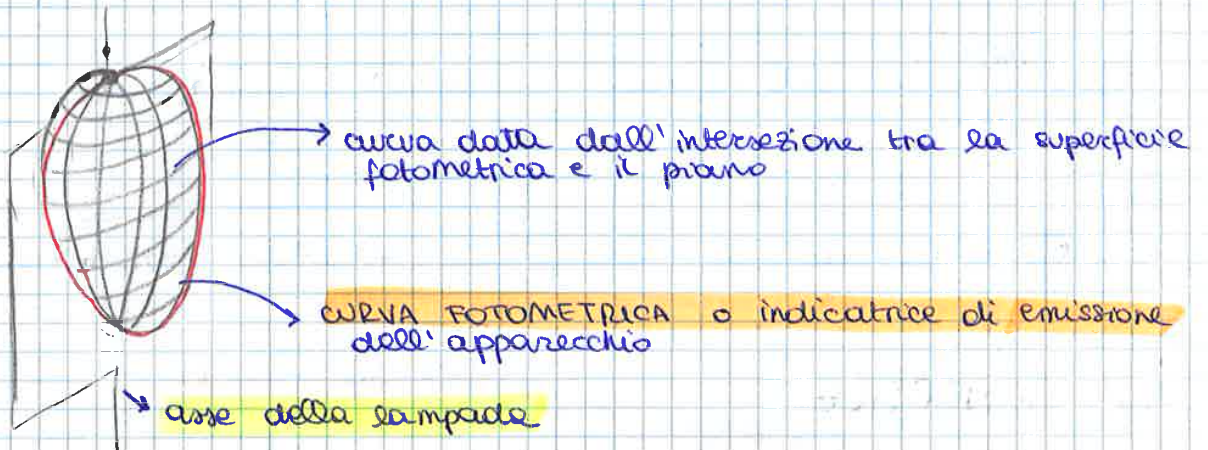 curva data dall'intersezione tra la superficie
fotometrica e il piano
CURVA FOTOMETRICA o indicatrice di emissione
dell'apparecchio
asse della lampada